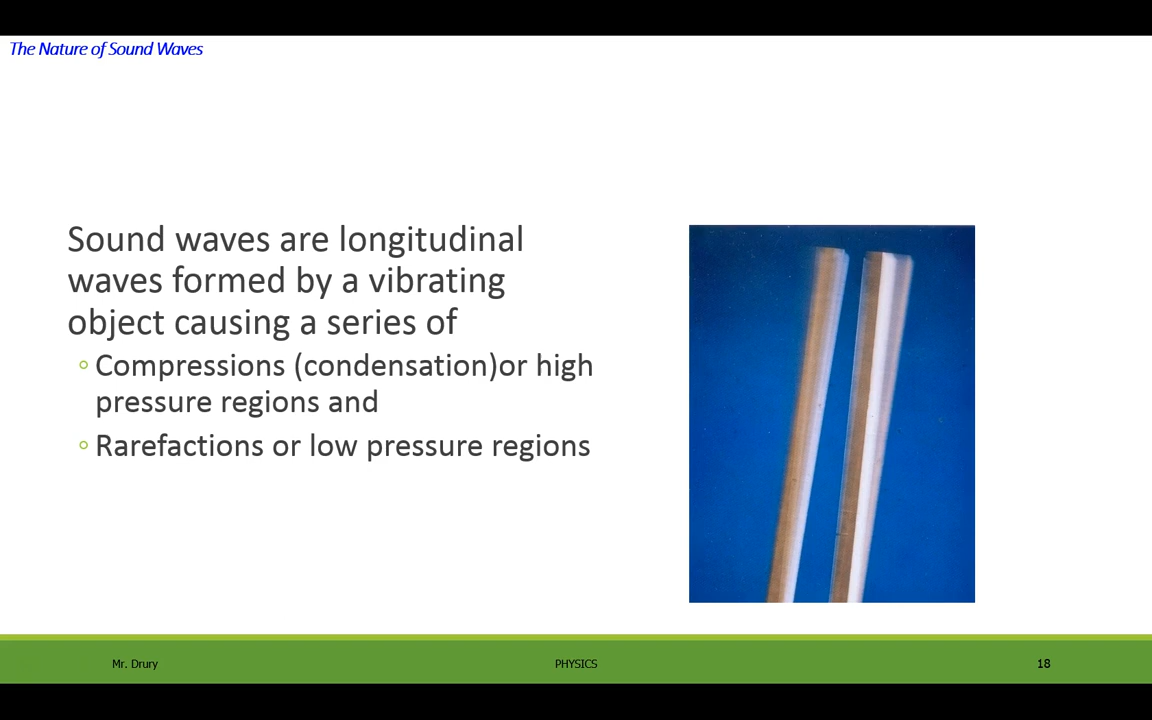 The Nature of Sound Waves
Sound waves are longitudinal
waves formed by a vibrating
object causing a series of
◦ Compressions (condensation)or high
pressure regions and
◦ Rarefactions or low pressure regions
Mr. Drury
PHYSICS
18